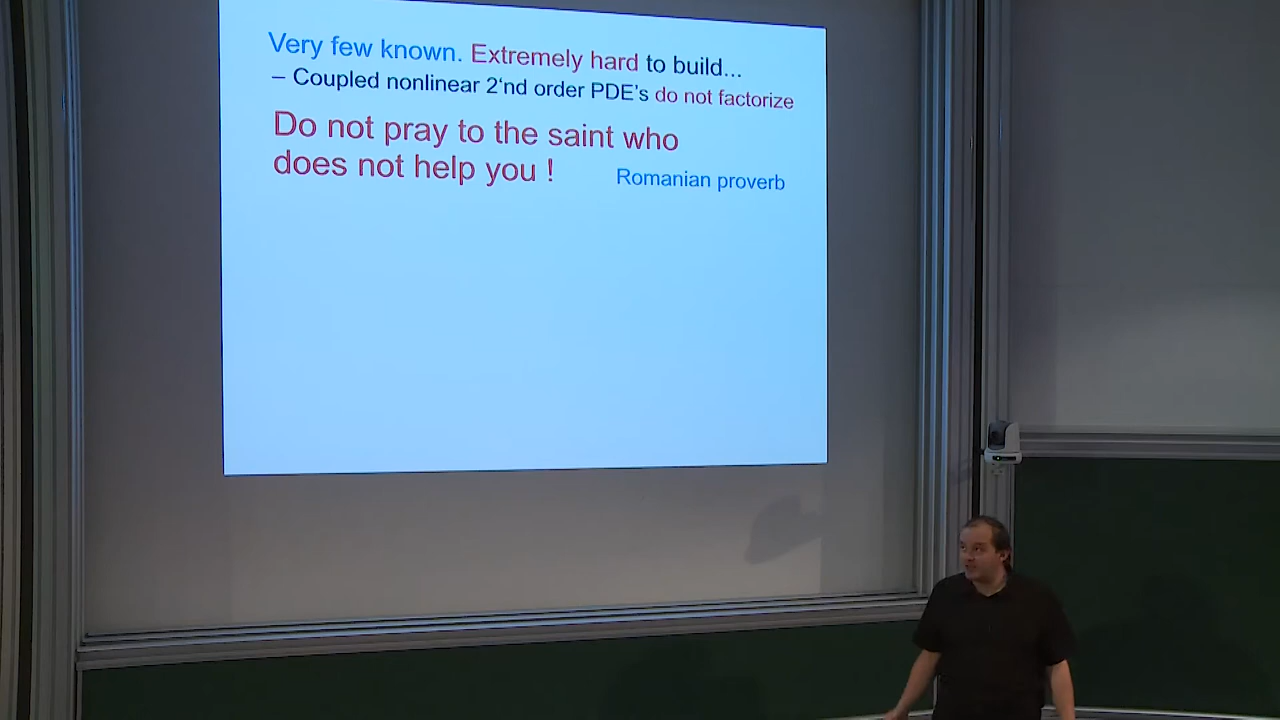 Very few known. Extremely hard to build...
– Coupled nonlinear 2‘nd order PDE’s do not factorize
Do not pray to the saint who
does not help you !
Romanian proverb